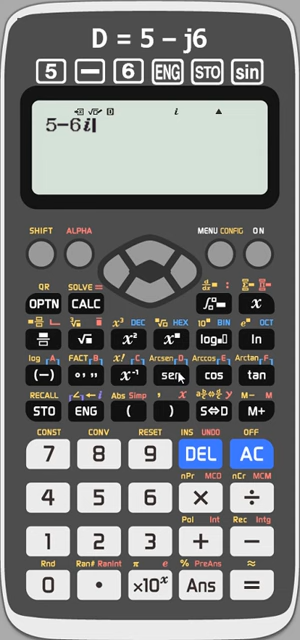 D = 5 – j6
5 — 6 ENG STO sin
√ D i ▲
5–6i
SHIFT ALPHA MENU CONFIG ON
QR SOLVE = :
OPTN CALC x
x³ DEC HEX 10ˣ BIN eˣ OCT
√ x² log ln
log A FACT B x! C Arcsen D Arccos E Arctan F
(–) ° ’ ” x⁻¹ sen cos tan
RECALL i Abs Simp , x a b/c y M– M
STO ENG ( ) S⇔D M+
CONST CONV RESET INS UNDO OFF
7 8 9 DEL AC
nPr MCD nCr MCM
4 5 6 × ÷
Pol Int Rec Intg
1 2 3 + −
Rnd Ran# RanInt π e % PreAns ≈
0 • ×10ˣ Ans =